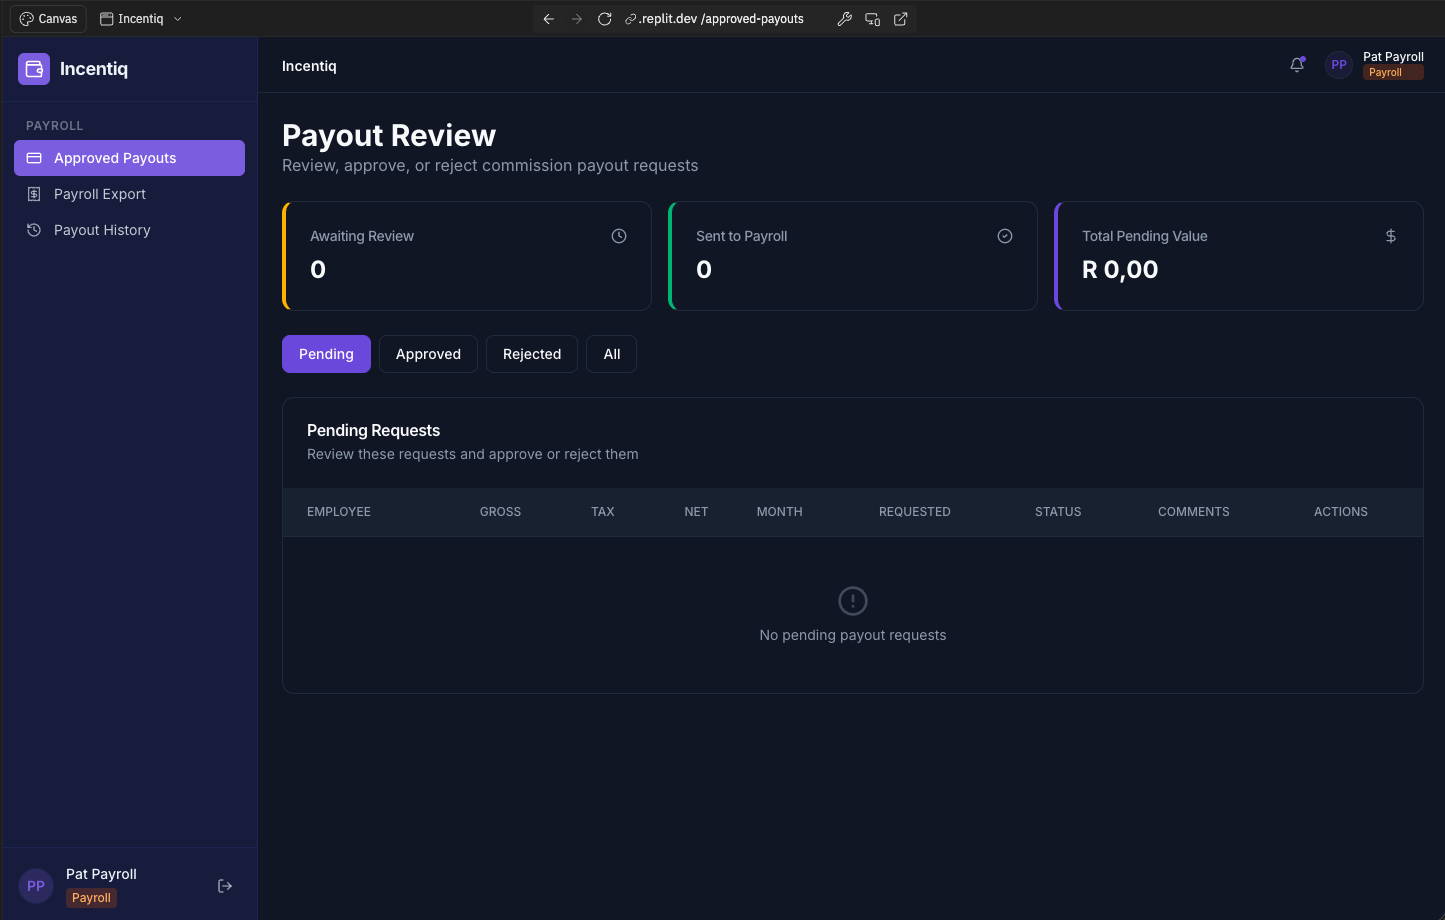 Canvas
Incentiq
.replit.dev /approved-payouts
Incentiq
PAYROLL
Approved Payouts
Payroll Export
Payout History
PP
Pat Payroll
Payroll
Incentiq
PP
Pat Payroll
Payroll
Payout Review
Review, approve, or reject commission payout requests
Awaiting Review
0
Sent to Payroll
0
Total Pending Value
R 0,00
Pending Approved Rejected All
Pending Requests
Review these requests and approve or reject them
EMPLOYEE GROSS TAX NET MONTH REQUESTED STATUS COMMENTS ACTIONS
No pending payout requests